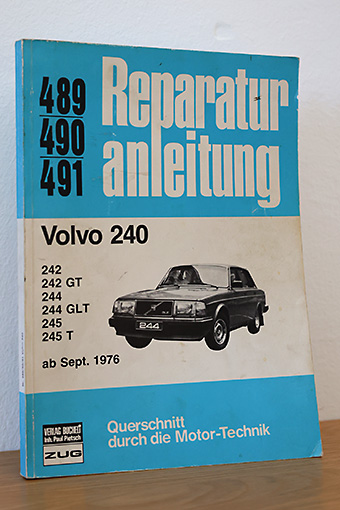 489
490
491
Reparatur
anleitung
Volvo 240
242
242 GT
244
244 GLT
245
245 T
ab Sept. 1976
244
VERLAG BUCHELI
Inh. Paul Pietsch
ZUG
Querschnitt
durch die Motor-Technik